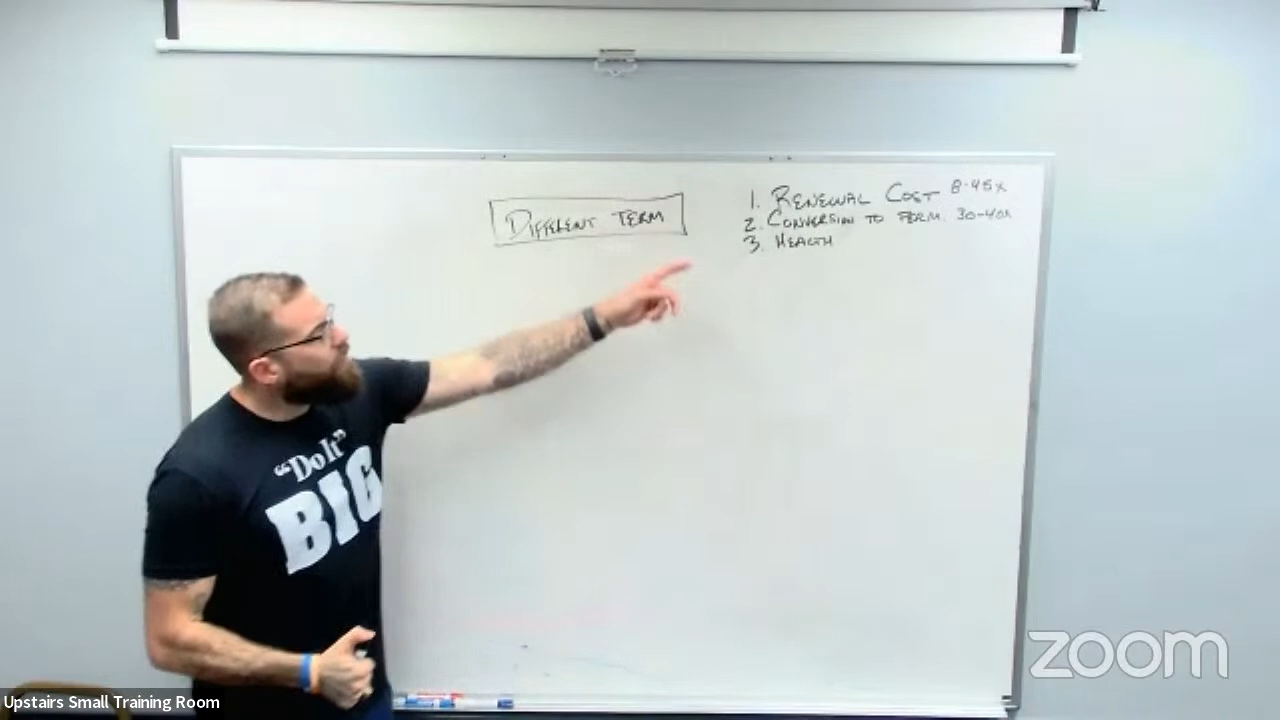 DIFFERENT TERM
1. RENEWAL COST 8-45X
2. CONVERSION TO PERM. 30-40X
3. HEALTH
"Do It"
BIG
zoom
Upstairs Small Training Room